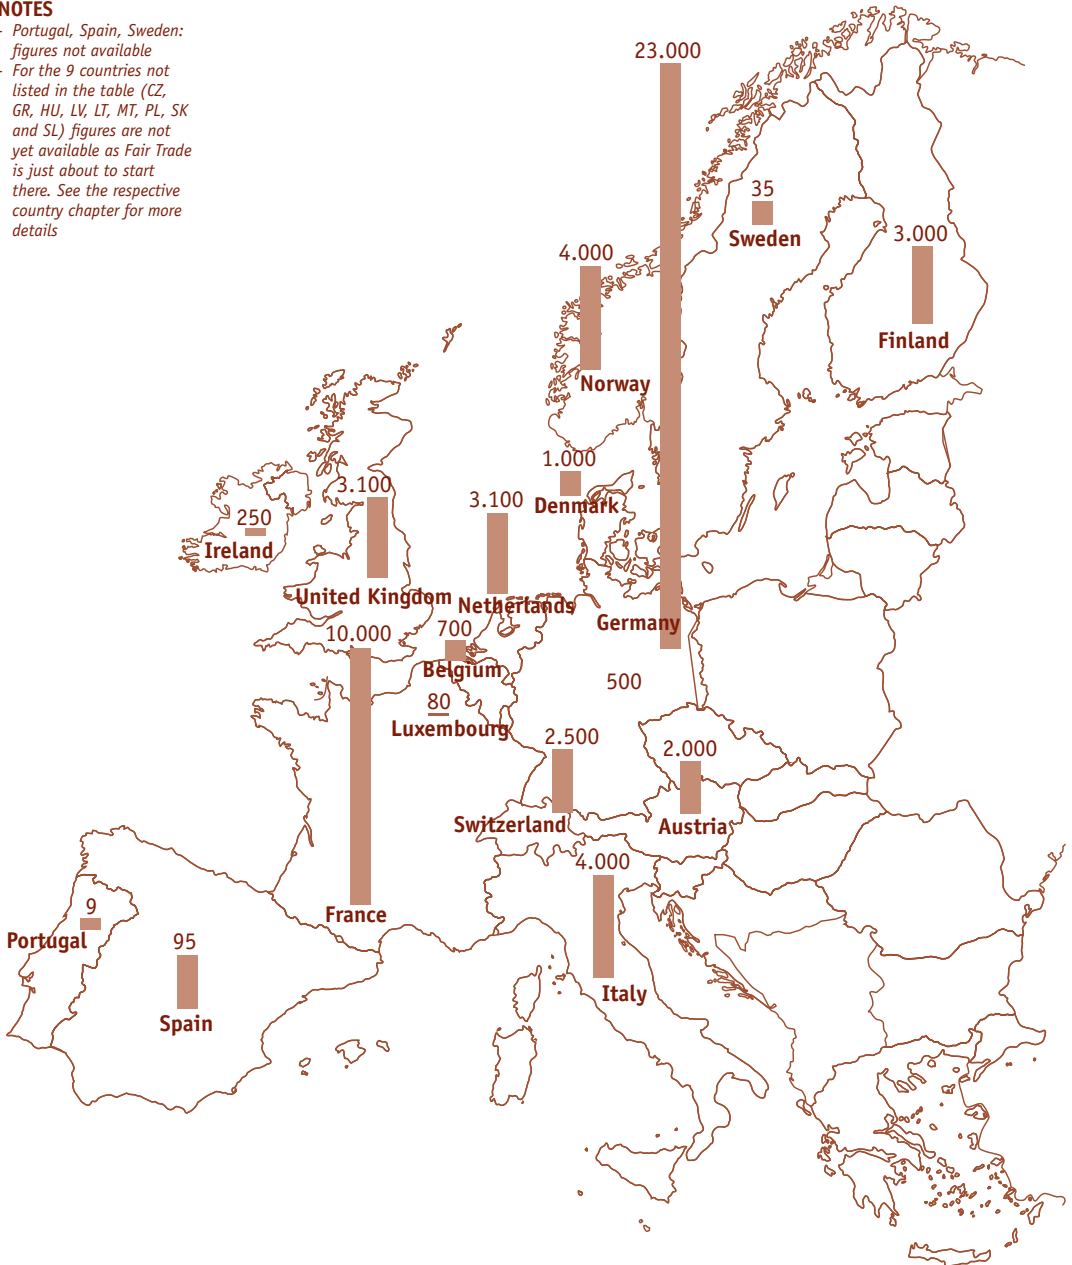 NOTES
- Portugal, Spain, Sweden:
figures not available
- For the 9 countries not
listed in the table (CZ,
GR, HU, LV, LT, MT, PL, SK
and SL) figures are not
yet available as Fair Trade
is just about to start
there. See the respective
country chapter for more
details
23.000
35
Sweden
3.000
Finland
4.000
Norway
1.000
Denmark
3.100
United Kingdom
3.100
Netherlands
250
Ireland
Germany
10.000
700
Belgium
500
80
Luxembourg
2.500
Switzerland
2.000
Austria
4.000
Italy
France
9
Portugal
95
Spain